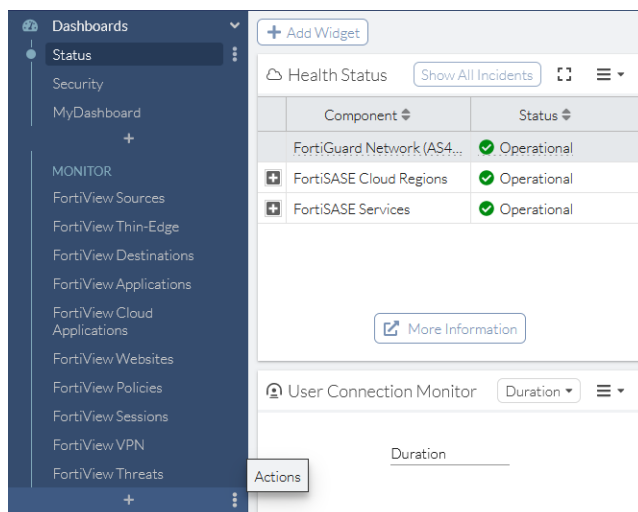 Dashboards
Status
Security
MyDashboard
+
MONITOR
FortiView Sources
FortiView Thin-Edge
FortiView Destinations
FortiView Applications
FortiView Cloud
Applications
FortiView Websites
FortiView Policies
FortiView Sessions
FortiView VPN
FortiView Threats
+
Actions
+ Add Widget
Health Status Show All Incidents
Component Status
FortiGuard Network (AS4... Operational
FortiSASE Cloud Regions Operational
FortiSASE Services Operational
More Information
User Connection Monitor Duration
Duration